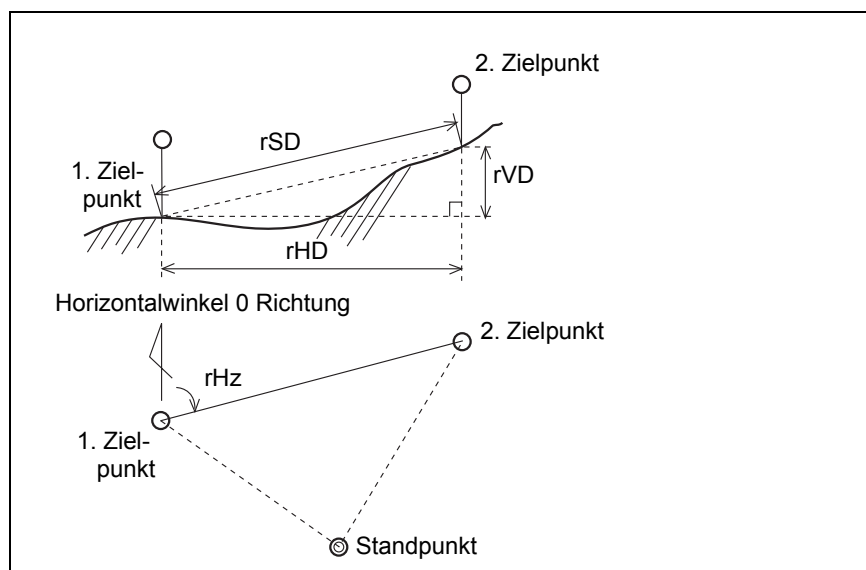 2. Zielpunkt
rSD
1. Ziel-
punkt
rVD
rHD
Horizontalwinkel 0 Richtung
2. Zielpunkt
rHz
1. Ziel-
punkt
Standpunkt